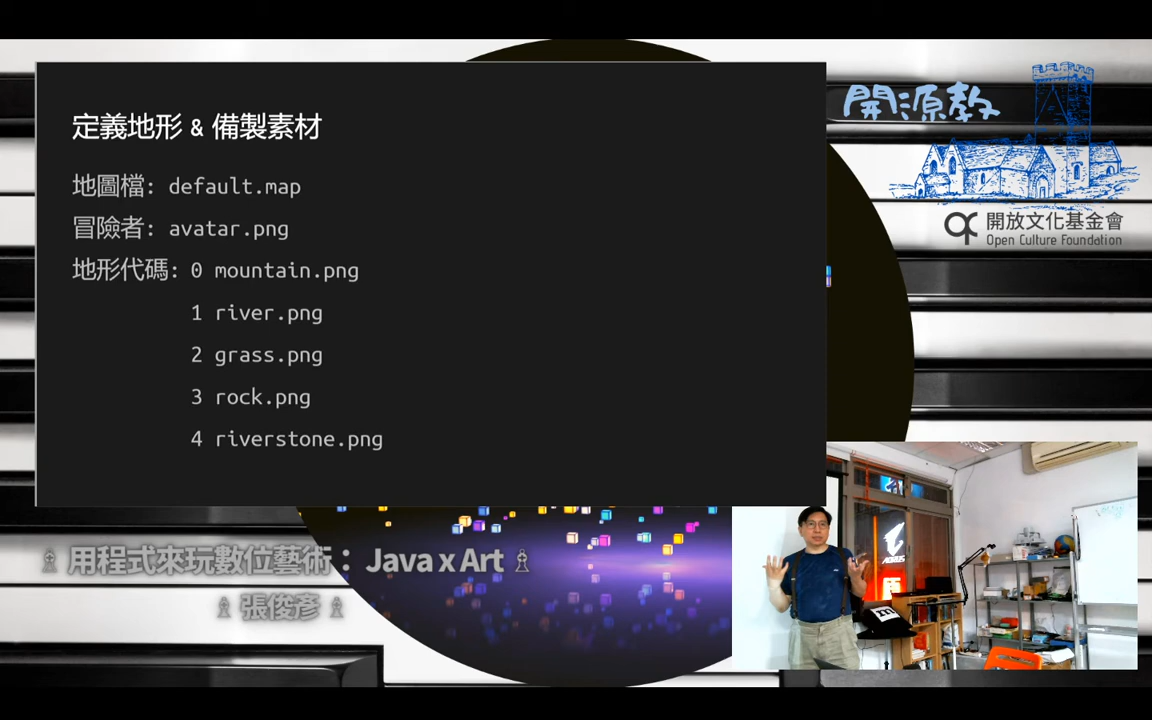 定義地形 & 備製素材
地圖檔: default.map
冒險者: avatar.png
地形代碼: 0 mountain.png
1 river.png
2 grass.png
3 rock.png
4 riverstone.png
開源教
開放文化基金會
Open Culture Foundation
用程式來玩數位藝術： Java x Art
張俊彥
AORUS